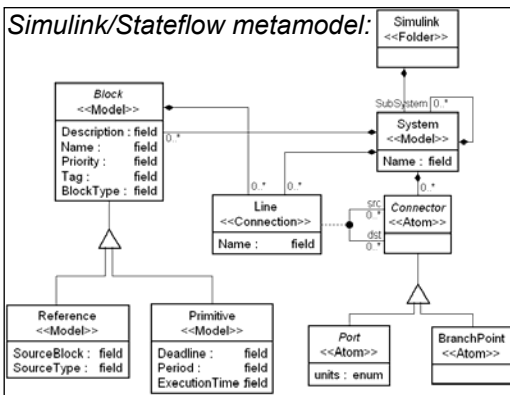 Simulink/Stateflow metamodel:
Simulink
<<Folder>>
Block
<<Model>>
Description : field
Name : field
Priority : field
Tag : field
BlockType : field
0..*
SubSystem 0..*
System
<<Model>>
Name : field
0..*
0..*
0..*
Line
<<Connection>>
Name : field
src
0..*
dst
0..*
Connector
<<Atom>>
Reference
<<Model>>
SourceBlock : field
SourceType : field
Primitive
<<Model>>
Deadline : field
Period : field
ExecutionTime : field
Port
<<Atom>>
units : enum
BranchPoint
<<Atom>>